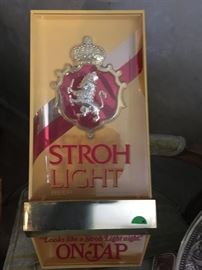 STROH
LIGHT
Looks like a Stroh Light night.
ON TAP